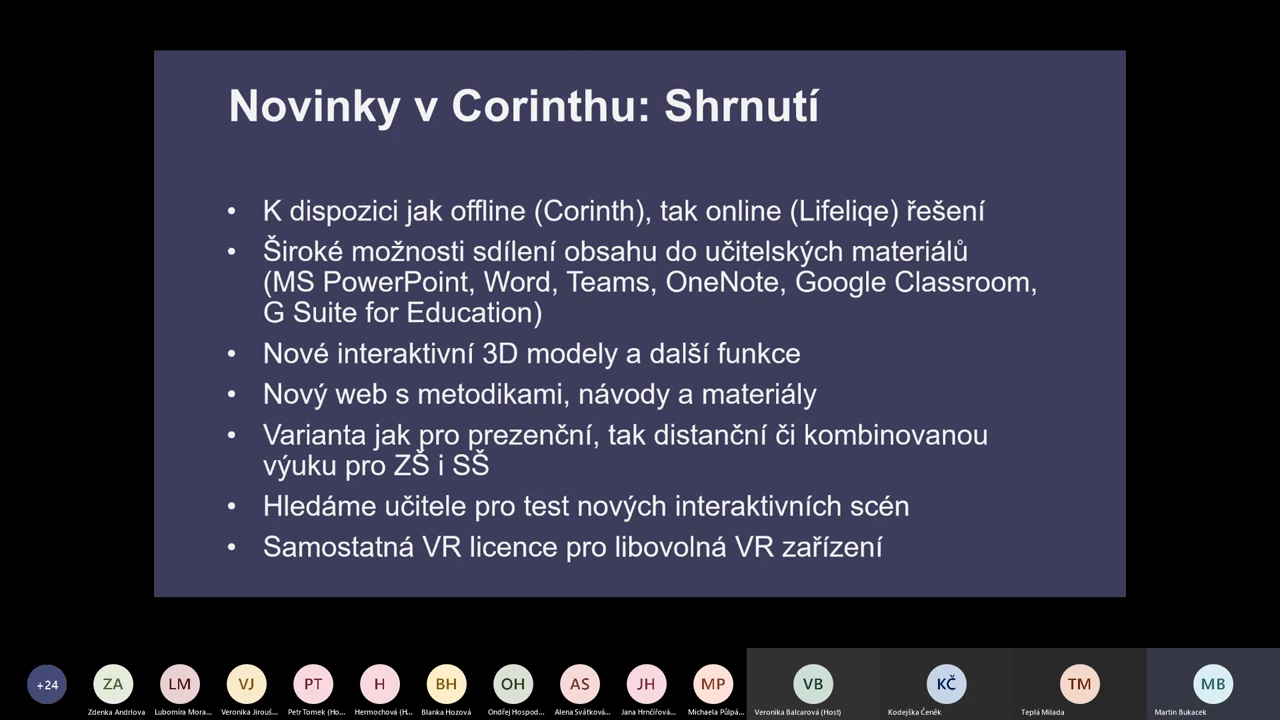 Novinky v Corinthu: Shrnutí
• K dispozici jak offline (Corinth), tak online (Lifeliqe) řešení
• Široké možnosti sdílení obsahu do učitelských materiálů
(MS PowerPoint, Word, Teams, OneNote, Google Classroom,
G Suite for Education)
• Nové interaktivní 3D modely a další funkce
• Nový web s metodikami, návody a materiály
• Varianta jak pro prezenční, tak distanční či kombinovanou
výuku pro ZŠ i SŠ
• Hledáme učitele pro test nových interaktivních scén
• Samostatná VR licence pro libovolná VR zařízení
+24 ZA LM VJ PT H BH OH AS JH MP VB KČ TM MB
Zdenka Andrlova Lubomíra Mora... Veronika Jirouš... Petr Tomek (Ho... Hermochová (H... Blanka Hozová Ondřej Hospod... Alena Svátková... Jana Hrnčířová... Michaela Půlpá... Veronika Balcarová (Host) Kodejška Čeněk Teplá Milada Martin Bukacek